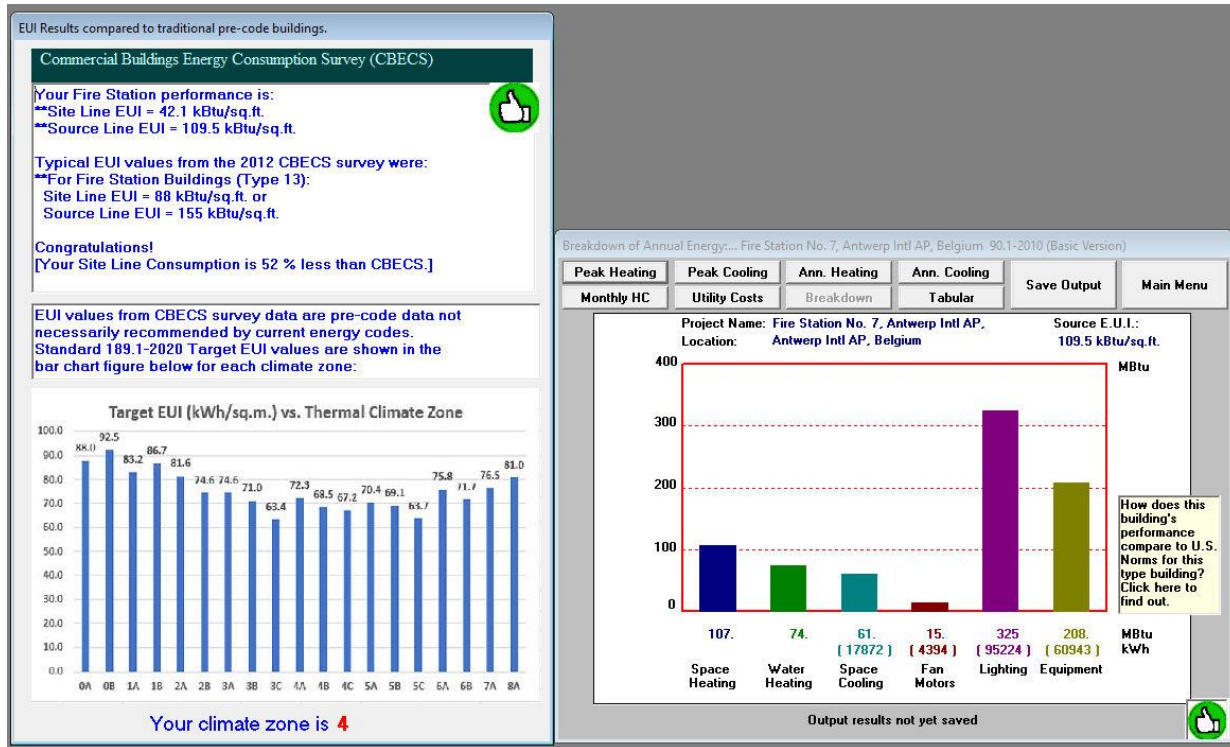 EUI Results compared to traditional pre-code buildings.
Commercial Buildings Energy Consumption Survey (CBECS)
Your Fire Station performance is:
**Site Line EUI = 42.1 kBtu/sq.ft.
**Source Line EUI = 109.5 kBtu/sq.ft.
Typical EUI values from the 2012 CBECS survey were:
**For Fire Station Buildings (Type 13):
Site Line EUI = 88 kBtu/sq.ft. or
Source Line EUI = 155 kBtu/sq.ft.
Congratulations!
[Your Site Line Consumption is 52 % less than CBECS.]
EUI values from CBECS survey data are pre-code data not
necessarily recommended by current energy codes.
Standard 189.1-2020 Target EUI values are shown in the
bar chart figure below for each climate zone:
Target EUI (kWh/sq.m.) vs. Thermal Climate Zone
100.0
90.0
80.0
70.0
60.0
50.0
40.0
30.0
20.0
10.0
0.0
88.0 92.5 83.2 86.7 81.6 74.6 74.6 71.0 63.4 72.3 68.5 67.2 70.4 69.1 63.7 75.8 71.7 76.5 81.0
0A 0B 1A 1B 2A 2B 3A 3B 3C 4A 4B 4C 5A 5B 5C 6A 6B 7A 8A
Your climate zone is 4
Breakdown of Annual Energy:... Fire Station No. 7, Antwerp Intl AP, Belgium 90.1-2010 (Basic Version)
Peak Heating Peak Cooling Ann. Heating Ann. Cooling Save Output Main Menu
Monthly HC Utility Costs Breakdown Tabular
Project Name: Fire Station No. 7, Antwerp Intl AP, Source E.U.I.:
Location: Antwerp Intl AP, Belgium 109.5 kBtu/sq.ft.
400 MBtu
300
200
100
0
How does this
building's
performance
compare to U.S.
Norms for this
type building?
Click here to
find out.
107. 74. 61. 15. 325 208. MBtu
( 17872 ) ( 4394 ) ( 95224 ) ( 60943 ) kWh
Space Water Space Fan Lighting Equipment
Heating Heating Cooling Motors
Output results not yet saved